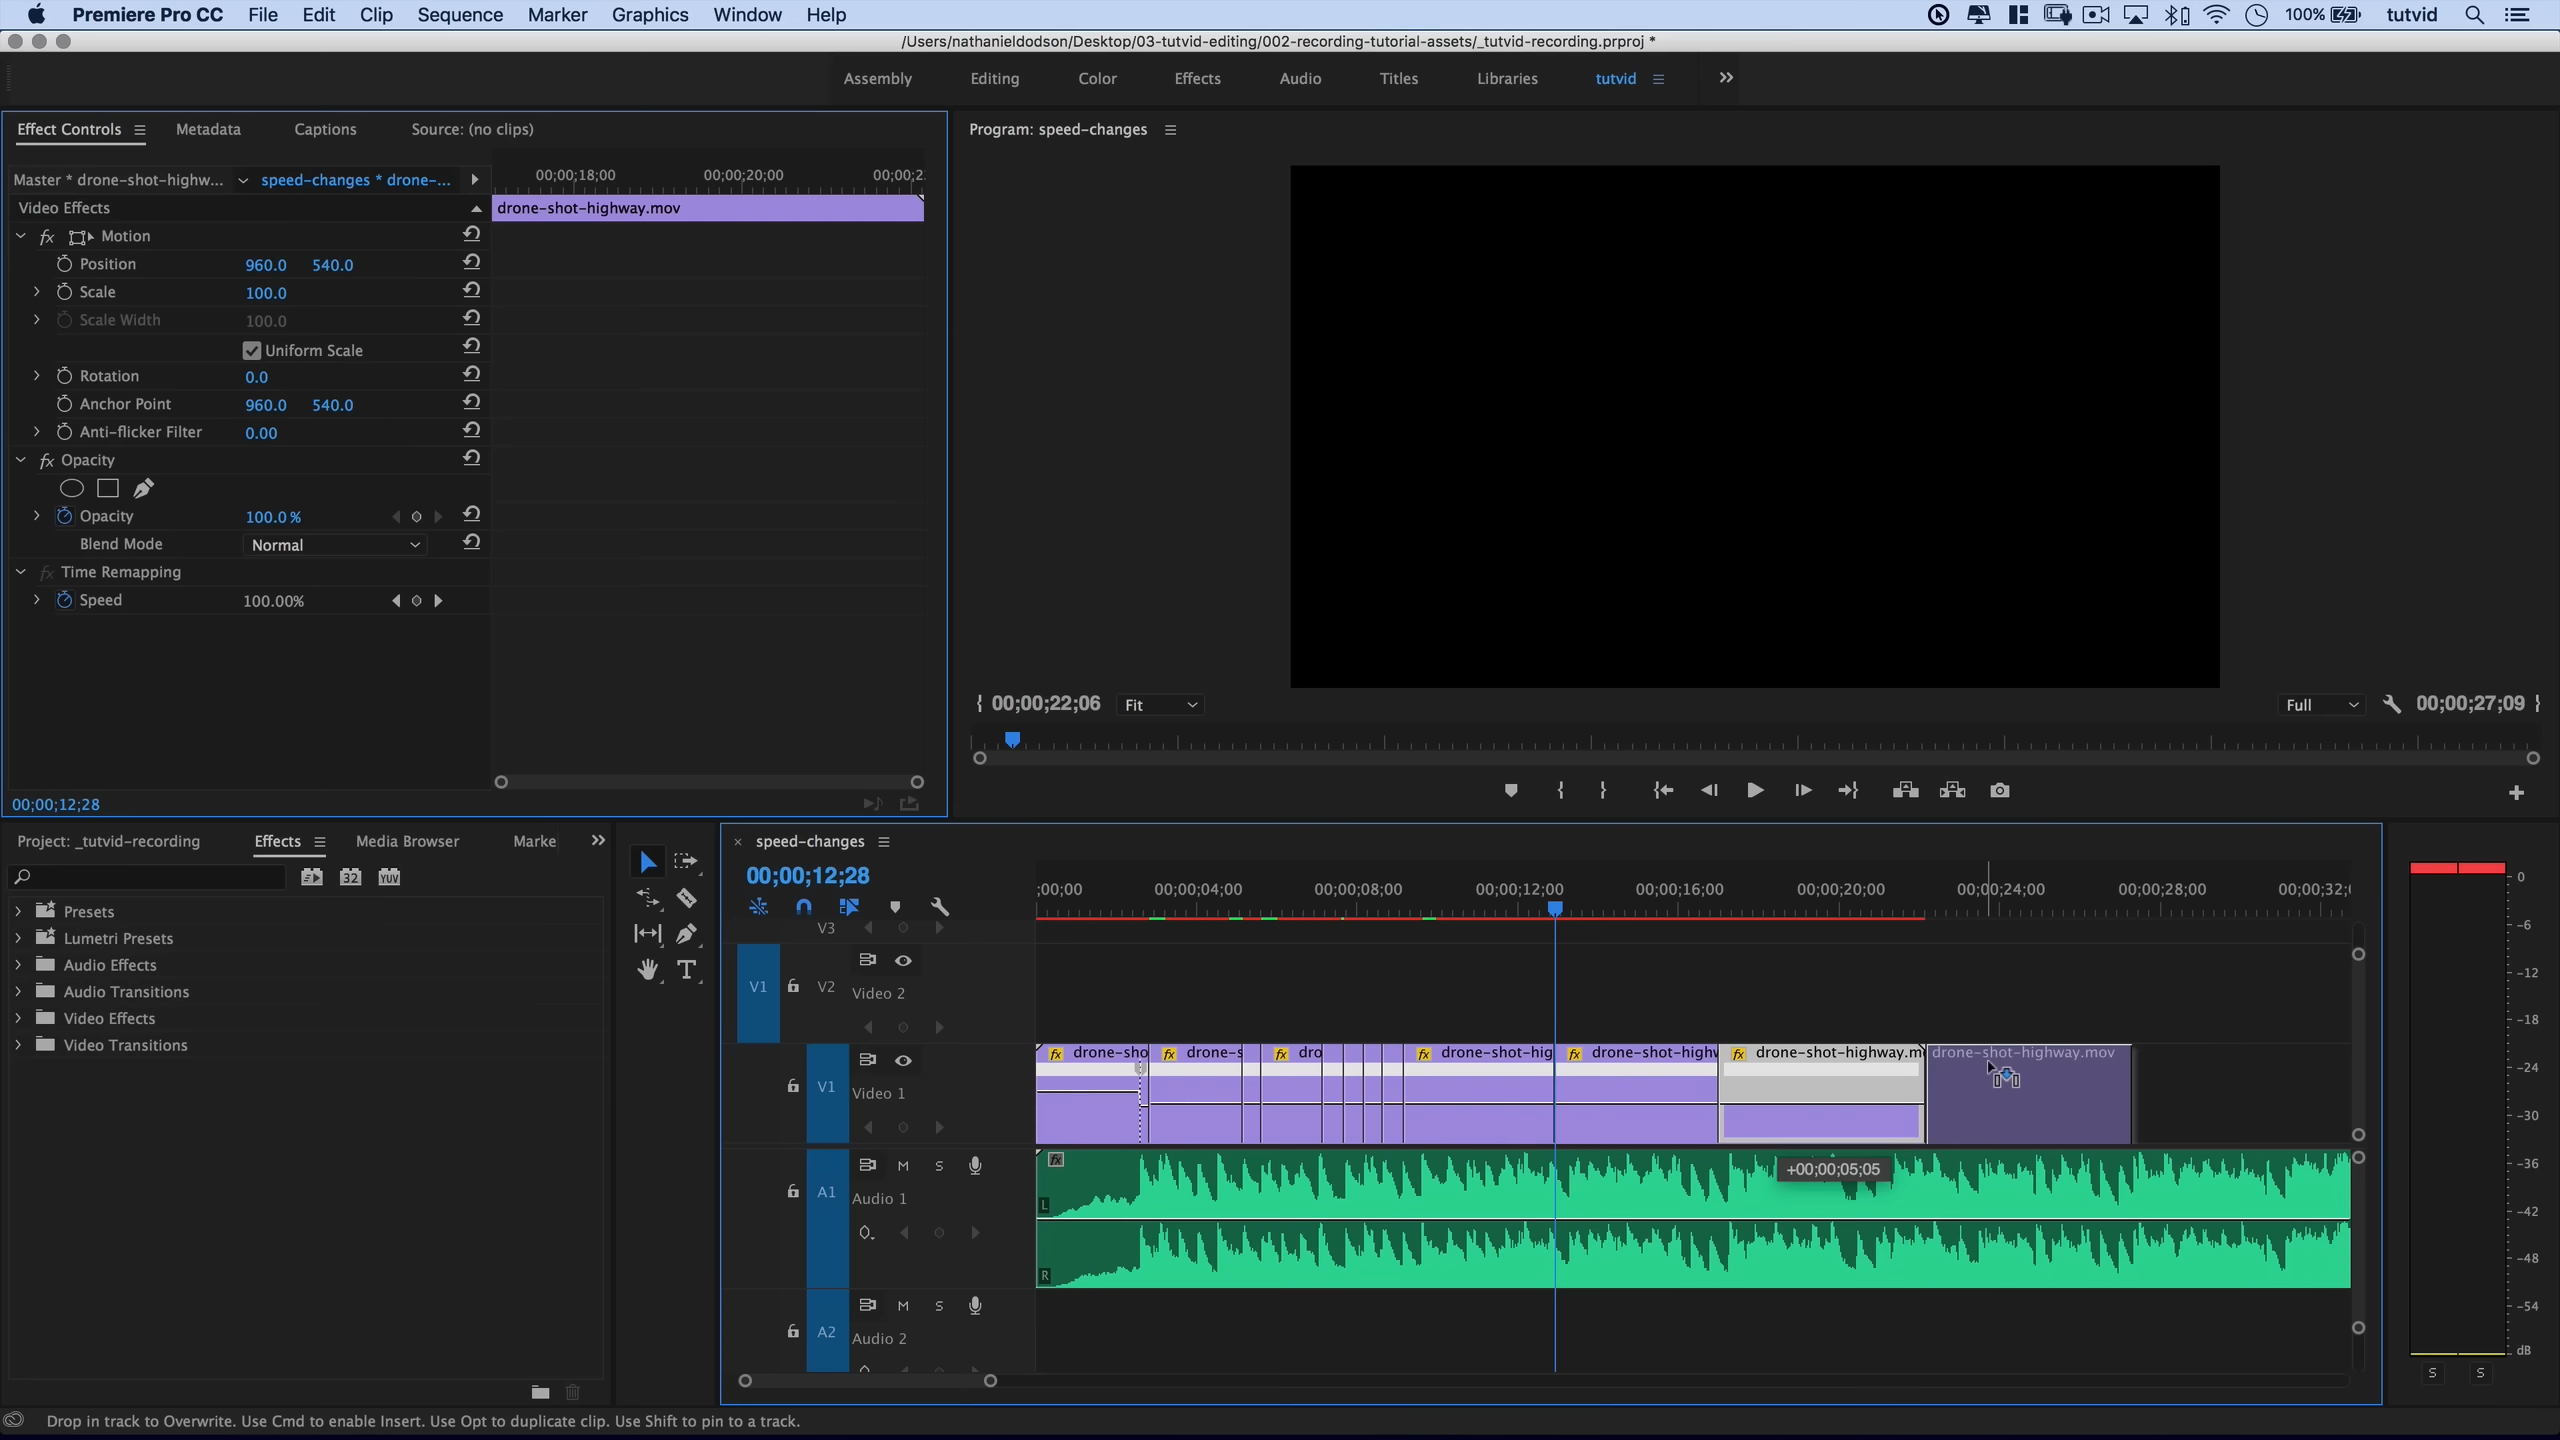 Premiere Pro CC File Edit Clip Sequence Marker Graphics Window Help 100% tutvid
/Users/nathanieldodson/Desktop/03-tutvid-editing/002-recording-tutorial-assets/_tutvid-recording.prproj *
Assembly Editing Color Effects Audio Titles Libraries tutvid
Effect Controls Metadata Captions Source: (no clips)
Program: speed-changes
Master * drone-shot-highw... speed-changes * drone-...
00;00;18;00 00;00;20;00 00;00;2
Video Effects
drone-shot-highway.mov
fx Motion
Position 960.0 540.0
Scale 100.0
Scale Width 100.0
Uniform Scale
Rotation 0.0
Anchor Point 960.0 540.0
Anti-flicker Filter 0.00
fx Opacity
Opacity 100.0 %
Blend Mode Normal
fx Time Remapping
Speed 100.00%
00;00;12;28
00;00;22;06 Fit Full 00;00;27;09
Project: _tutvid-recording Effects Media Browser Marke
32 YUV
Presets
Lumetri Presets
Audio Effects
Audio Transitions
Video Effects
Video Transitions
T
speed-changes
00;00;12;28
;00;00 00;00;04;00 00;00;08;00 00;00;12;00 00;00;16;00 00;00;20;00 00;00;24;00 00;00;28;00 00;00;32;
V3
V1 V2 Video 2
V1 Video 1
fx drone-sho fx drone-s fx dro fx drone-shot-hig fx drone-shot-highw fx drone-shot-highway.m drone-shot-highway.mov
A1 M S Audio 1
fx
L
R
+00;00;05;05
A2 M S Audio 2
0
-6
-12
-18
-24
-30
-36
-42
-48
-54
dB
S S
Drop in track to Overwrite. Use Cmd to enable Insert. Use Opt to duplicate clip. Use Shift to pin to a track.